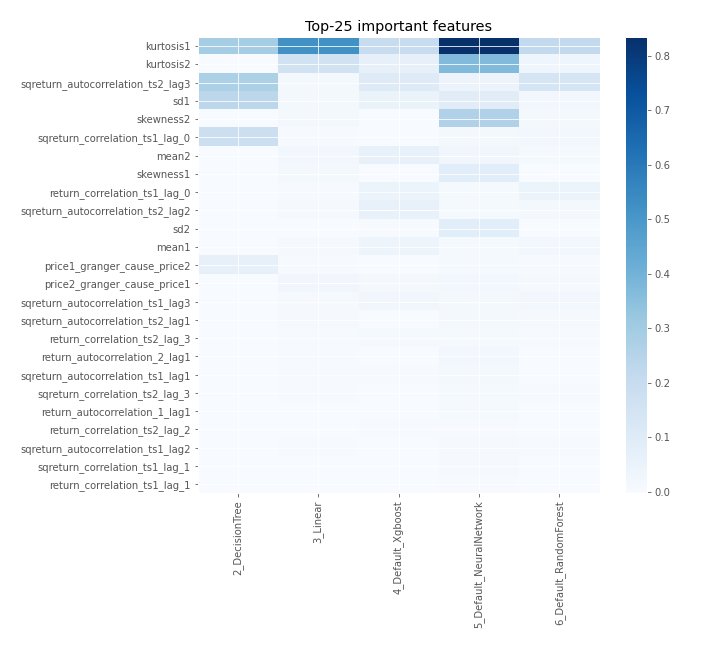 Top-25 important features
kurtosis1
kurtosis2
sqreturn_autocorrelation_ts2_lag3
sd1
skewness2
sqreturn_correlation_ts1_lag_0
mean2
skewness1
return_correlation_ts1_lag_0
sqreturn_autocorrelation_ts2_lag2
sd2
mean1
price1_granger_cause_price2
price2_granger_cause_price1
sqreturn_autocorrelation_ts1_lag3
sqreturn_autocorrelation_ts2_lag1
return_correlation_ts2_lag_3
return_autocorrelation_2_lag1
sqreturn_autocorrelation_ts1_lag1
sqreturn_correlation_ts2_lag_3
return_autocorrelation_1_lag1
return_correlation_ts2_lag_2
sqreturn_autocorrelation_ts1_lag2
sqreturn_correlation_ts1_lag_1
return_correlation_ts1_lag_1
2_DecisionTree
3_Linear
4_Default_Xgboost
5_Default_NeuralNetwork
6_Default_RandomForest
0.8
0.7
0.6
0.5
0.4
0.3
0.2
0.1
0.0